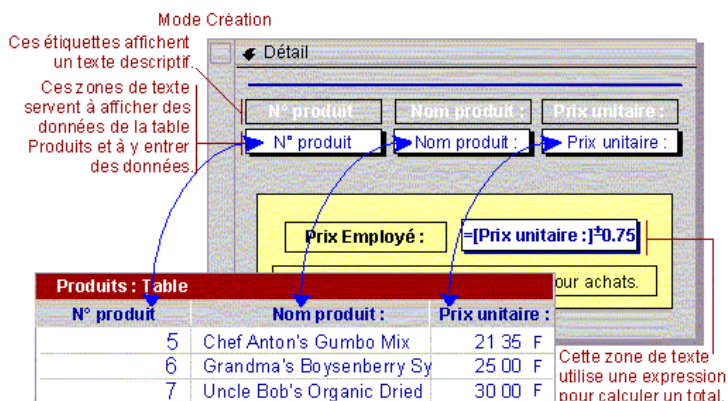 Mode Création
Ces étiquettes affichent
un texte descriptif.
Ces zones de texte
servent à afficher des
données de la table
Produits et à y entrer
des données.
Détail
N° produit Nom produit : Prix unitaire :
N° produit Nom produit : Prix unitaire :
Prix Employé : =[Prix unitaire :]*0.75
our achats.
Produits : Table
N° produit Nom produit : Prix unitaire :
5 Chef Anton's Gumbo Mix 21 35 F
6 Grandma's Boysenberry Sy 25 00 F
7 Uncle Bob's Organic Dried 30 00 F
Cette zone de texte
utilise une expression
pour calculer un total.